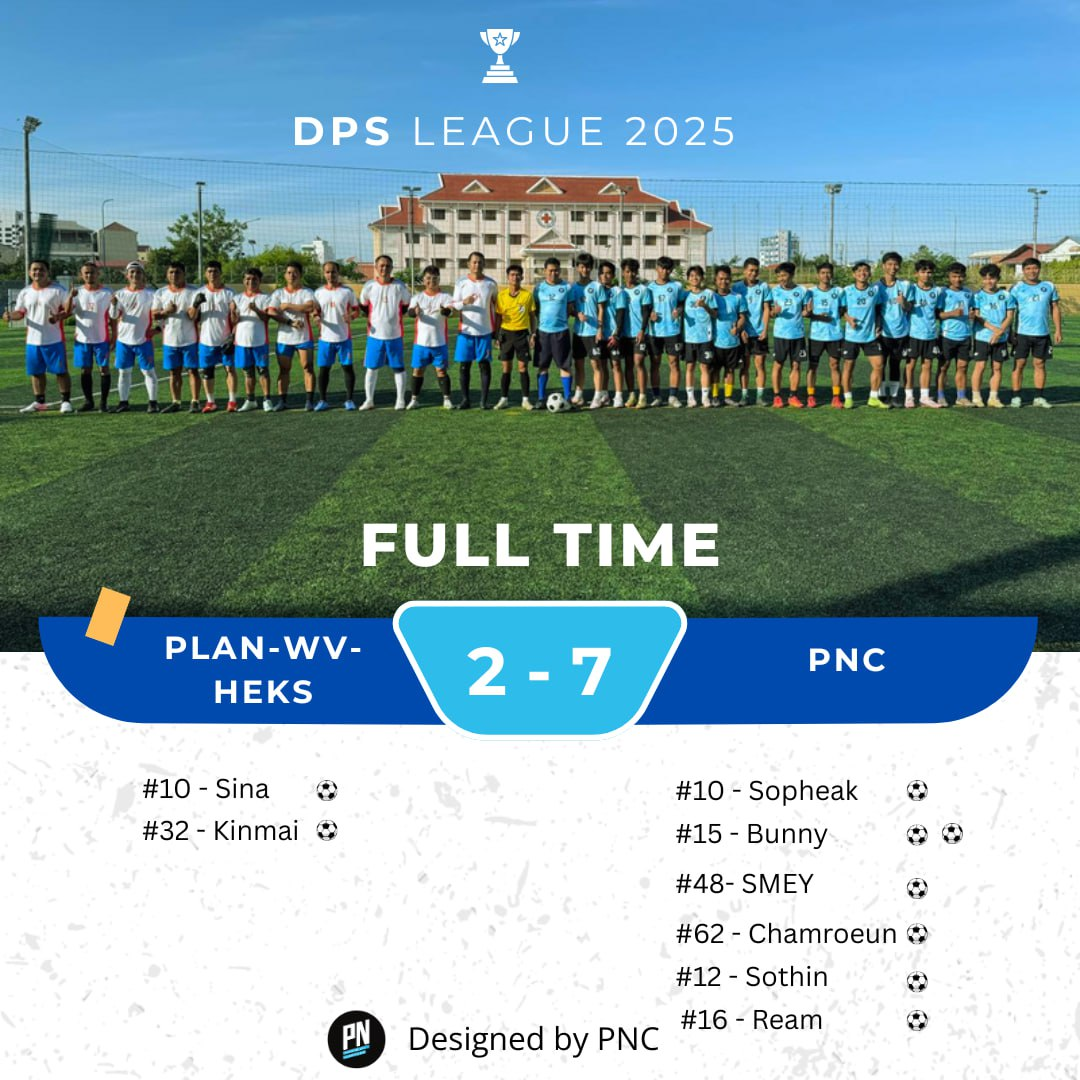 DPS LEAGUE 2025
FULL TIME
PLAN-WV-
HEKS
2 - 7
PNC
#10 - Sina
#32 - Kinmai
#10 - Sopheak
#15 - Bunny
#48- SMEY
#62 - Chamroeun
#12 - Sothin
#16 - Ream
PN
Designed by PNC